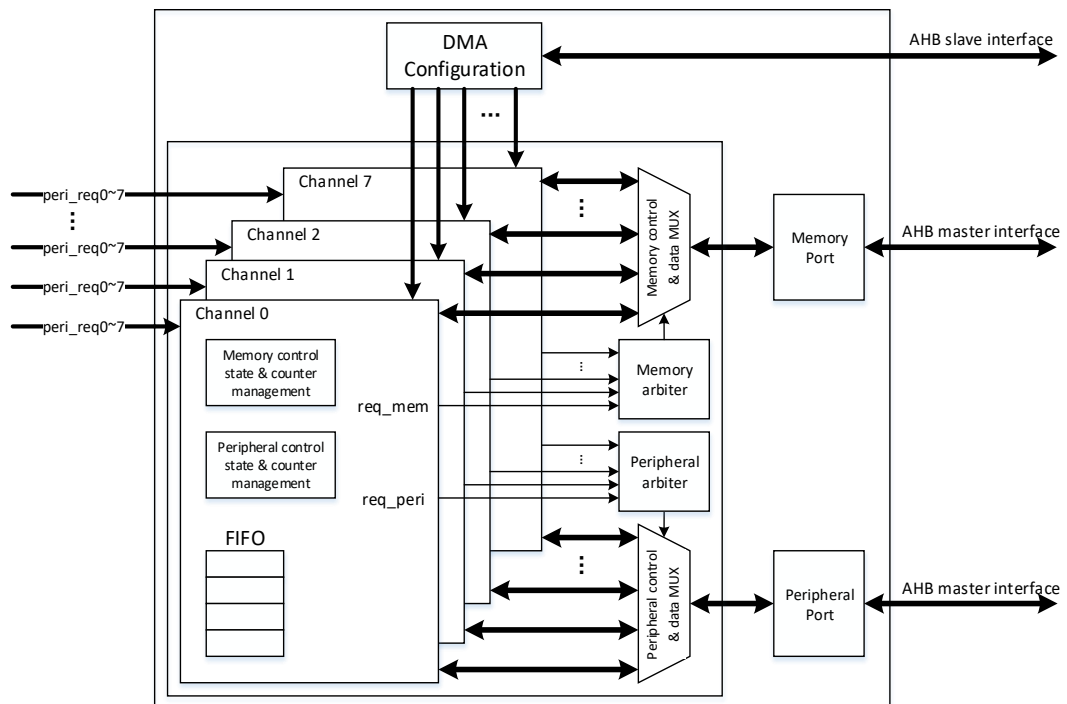 DMA
Configuration
AHB slave interface
...
peri_req0~7
...
peri_req0~7
peri_req0~7
peri_req0~7
Channel 7
Channel 2
Channel 1
Channel 0
...
Memory control
& data MUX
Memory
Port
AHB master interface
Memory control
state & counter
management
req_mem
...
Memory
arbiter
Peripheral control
state & counter
management
req_peri
...
Peripheral
arbiter
FIFO
...
Peripheral control
& data MUX
Peripheral
Port
AHB master interface